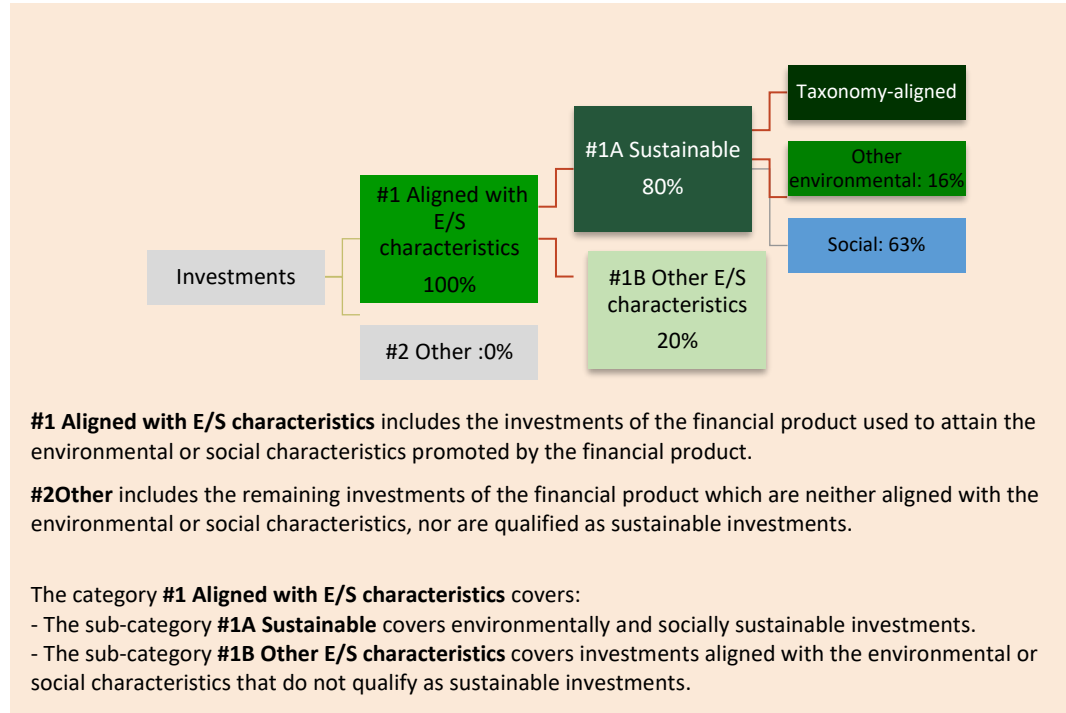 Taxonomy-aligned
#1A Sustainable
80%
Other
environmental: 16%
#1 Aligned with
E/S
characteristics
100%
Social: 63%
Investments
#1B Other E/S
characteristics
20%
#2 Other :0%
#1 Aligned with E/S characteristics includes the investments of the financial product used to attain the
environmental or social characteristics promoted by the financial product.
#2Other includes the remaining investments of the financial product which are neither aligned with the
environmental or social characteristics, nor are qualified as sustainable investments.
The category #1 Aligned with E/S characteristics covers:
- The sub-category #1A Sustainable covers environmentally and socially sustainable investments.
- The sub-category #1B Other E/S characteristics covers investments aligned with the environmental or
social characteristics that do not qualify as sustainable investments.